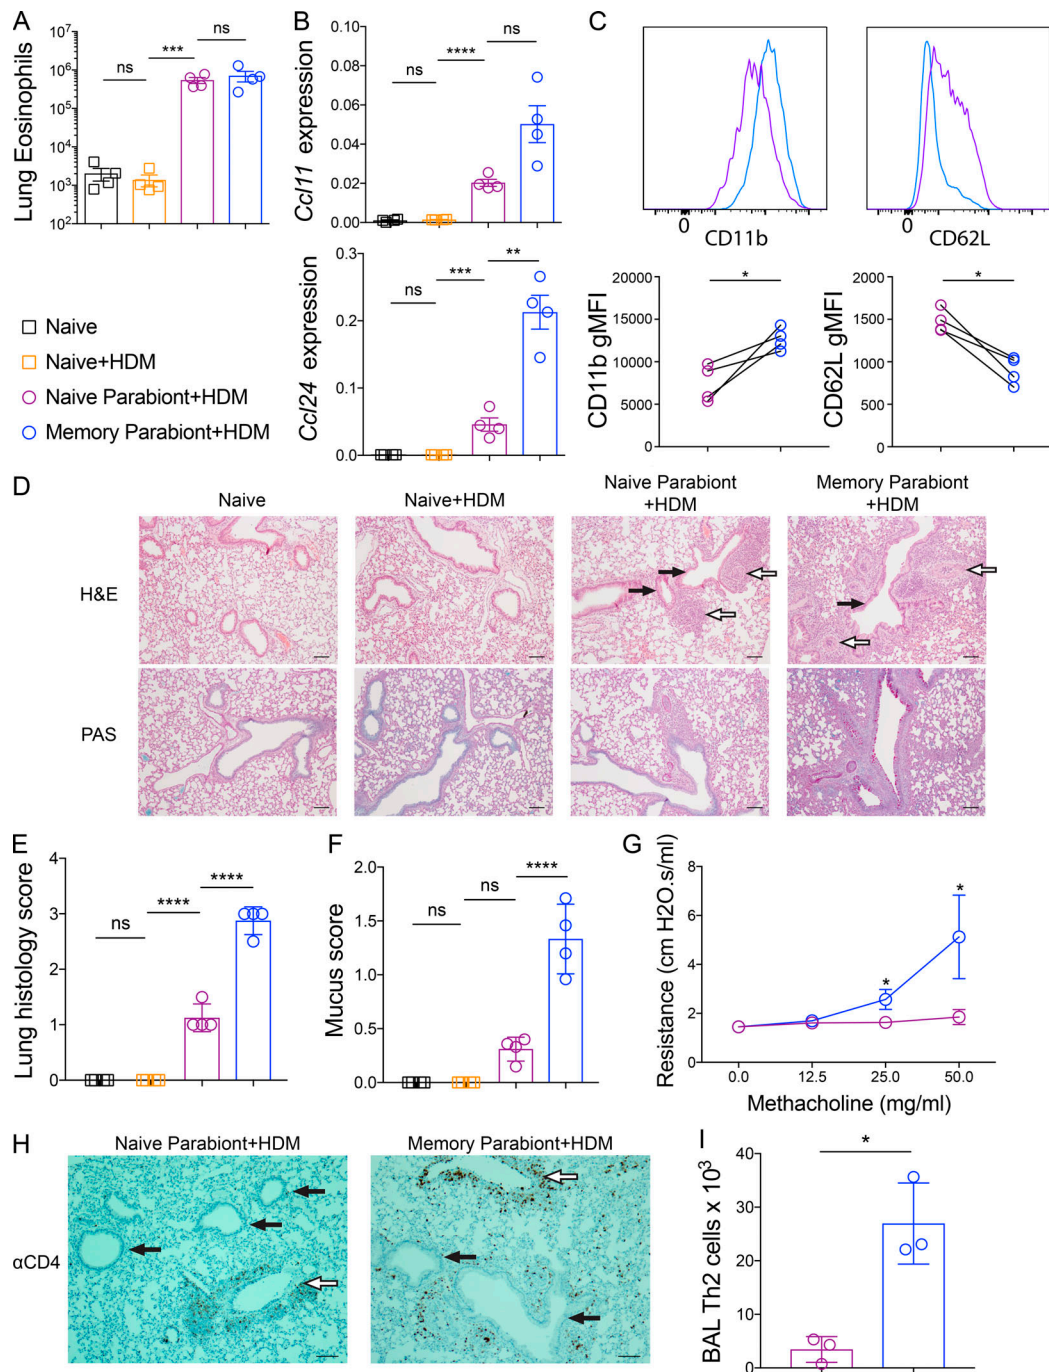 A
Lung Eosinophils
10⁷
10⁶
10⁵
10⁴
10³
10²
ns
***
ns
B
Ccl11 expression
0.10
0.08
0.06
0.04
0.02
0.00
ns
****
ns
Ccl24 expression
0.3
0.2
0.1
0.0
ns
***
**
Naive
Naive+HDM
Naive Parabiont+HDM
Memory Parabiont+HDM
C
0
CD11b
0
CD62L
CD11b gMFI
20000
15000
10000
5000
0
*
CD62L gMFI
2000
1500
1000
500
0
*
D
Naive
Naive+HDM
Naive Parabiont
+HDM
Memory Parabiont
+HDM
H&E
PAS
E
Lung histology score
4
3
2
1
0
ns
****
****
F
Mucus score
2.0
1.5
1.0
0.5
0.0
ns
ns
****
G
Resistance (cm H2O.s/ml)
8
6
4
2
0
*
*
0.0 12.5 25.0 50.0
Methacholine (mg/ml)
H
Naive Parabiont+HDM
Memory Parabiont+HDM
αCD4
I
BAL Th2 cells x 10³
40
30
20
10
0
*